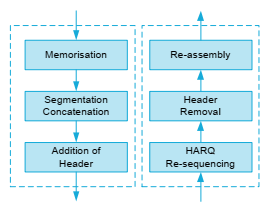 Memorisation
Segmentation
Concatenation
Addition of
Header
Re-assembly
Header
Removal
HARQ
Re-sequencing